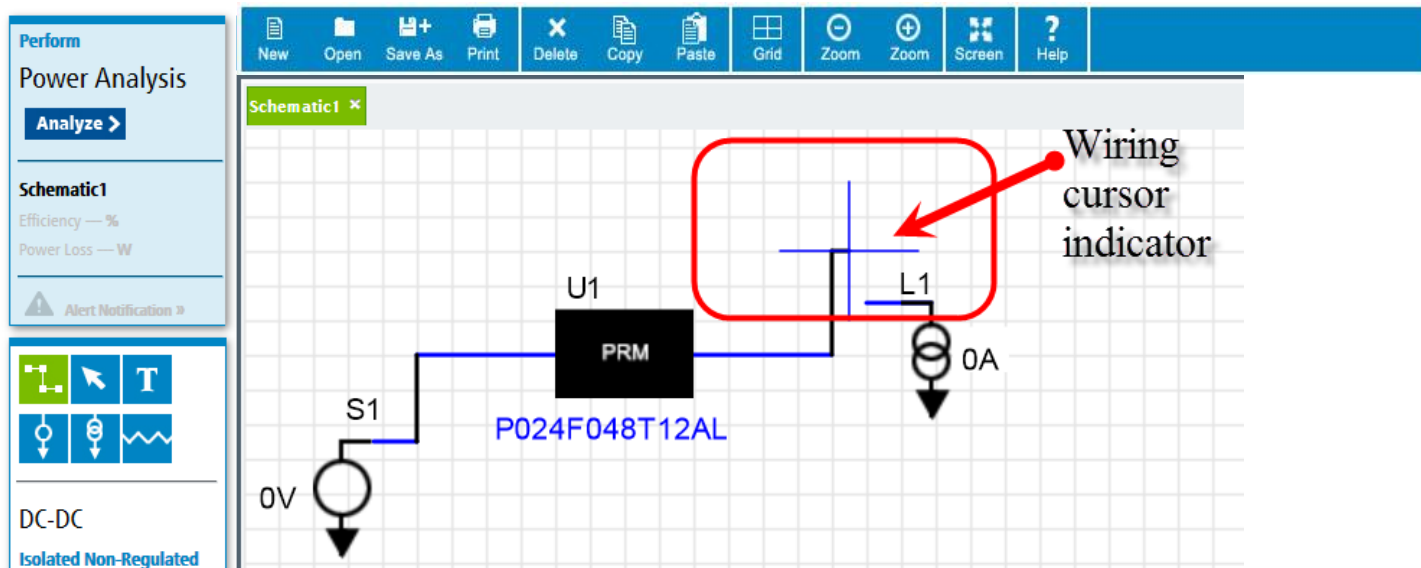 Perform
Power Analysis
Analyze >
Schematic1
Efficiency — %
Power Loss — W
Alert Notification »
T
DC-DC
Isolated Non-Regulated
New Open Save As Print Delete Copy Paste Grid Zoom Zoom Screen ? Help
Schematic1 ×
Wiring
cursor
indicator
U1
PRM
P024F048T12AL
L1
0A
S1
0V